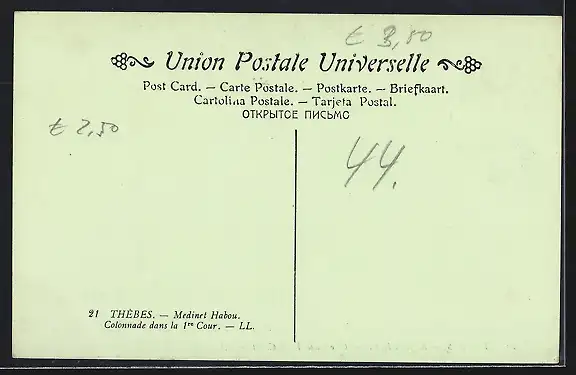 € 3,80
Union Postale Universelle
Post Card. — Carte Postale. — Postkarte. — Briefkaart.
Cartolina Postale. — Tarjeta Postal.
ОТКРЫТОЕ ПИСЬМО
€ 2,50
44.
21 THÈBES. — Medinet Habou.
Colonnade dans la 1re Cour. — LL.